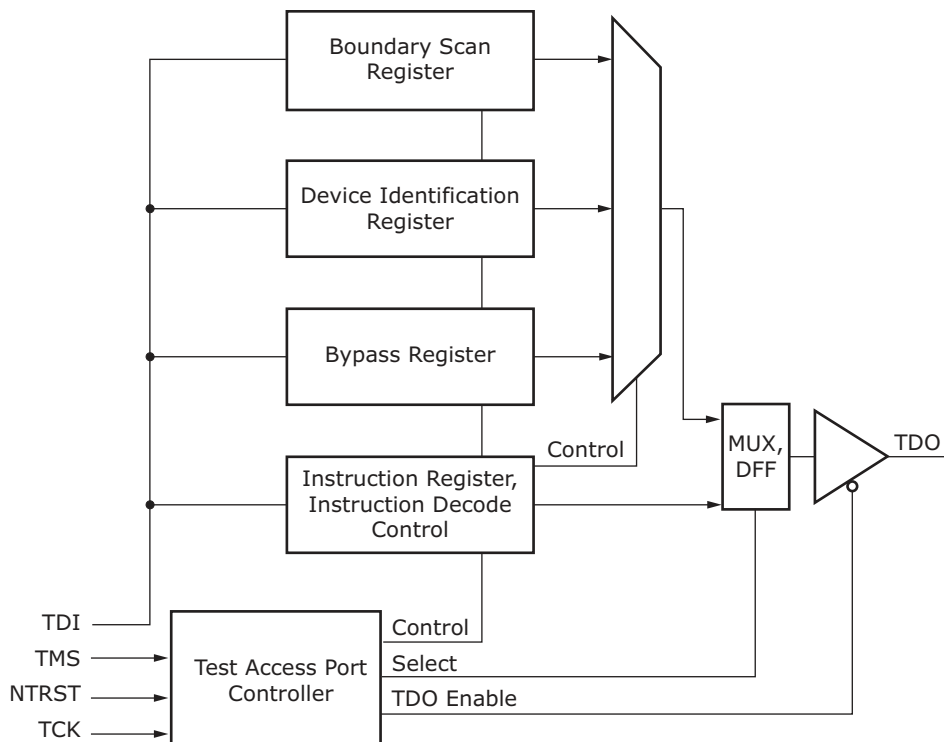 Boundary Scan
Register
Device Identification
Register
Bypass Register
Control
MUX,
DFF
TDO
Instruction Register,
Instruction Decode
Control
TDI
TMS
NTRST
TCK
Test Access Port
Controller
Control
Select
TDO Enable